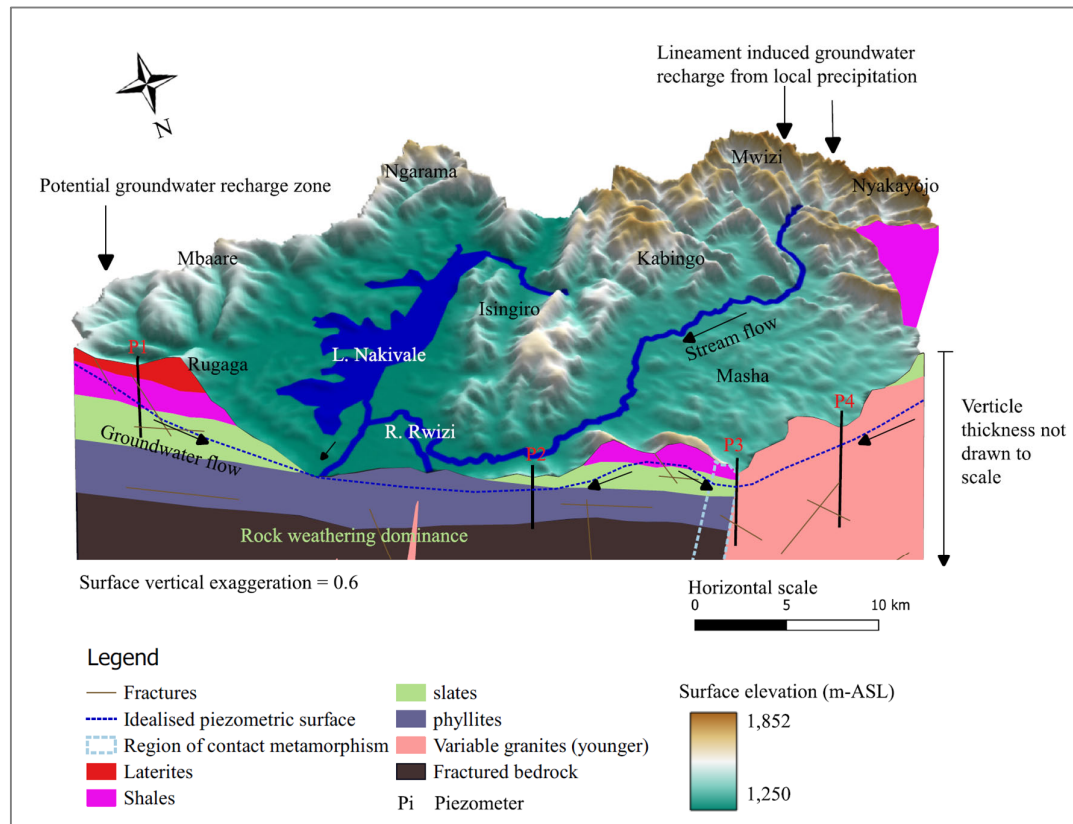 Lineament induced groundwater
recharge from local precipitation
N
Potential groundwater recharge zone
Ngarama
Mwizi
Nyakayojo
Mbaare
Kabingo
Isingiro
Stream flow
L. Nakivale
Masha
P1
Rugaga
P4
R. Rwizi
P2
P3
Groundwater flow
Verticle
thickness not
drawn to
scale
Rock weathering dominance
Surface vertical exaggeration = 0.6
Horizontal scale
0 5 10 km
Legend
Fractures
Idealised piezometric surface
Region of contact metamorphism
Laterites
Shales
slates
phyllites
Variable granites (younger)
Fractured bedrock
Pi Piezometer
Surface elevation (m-ASL)
1,852
1,250